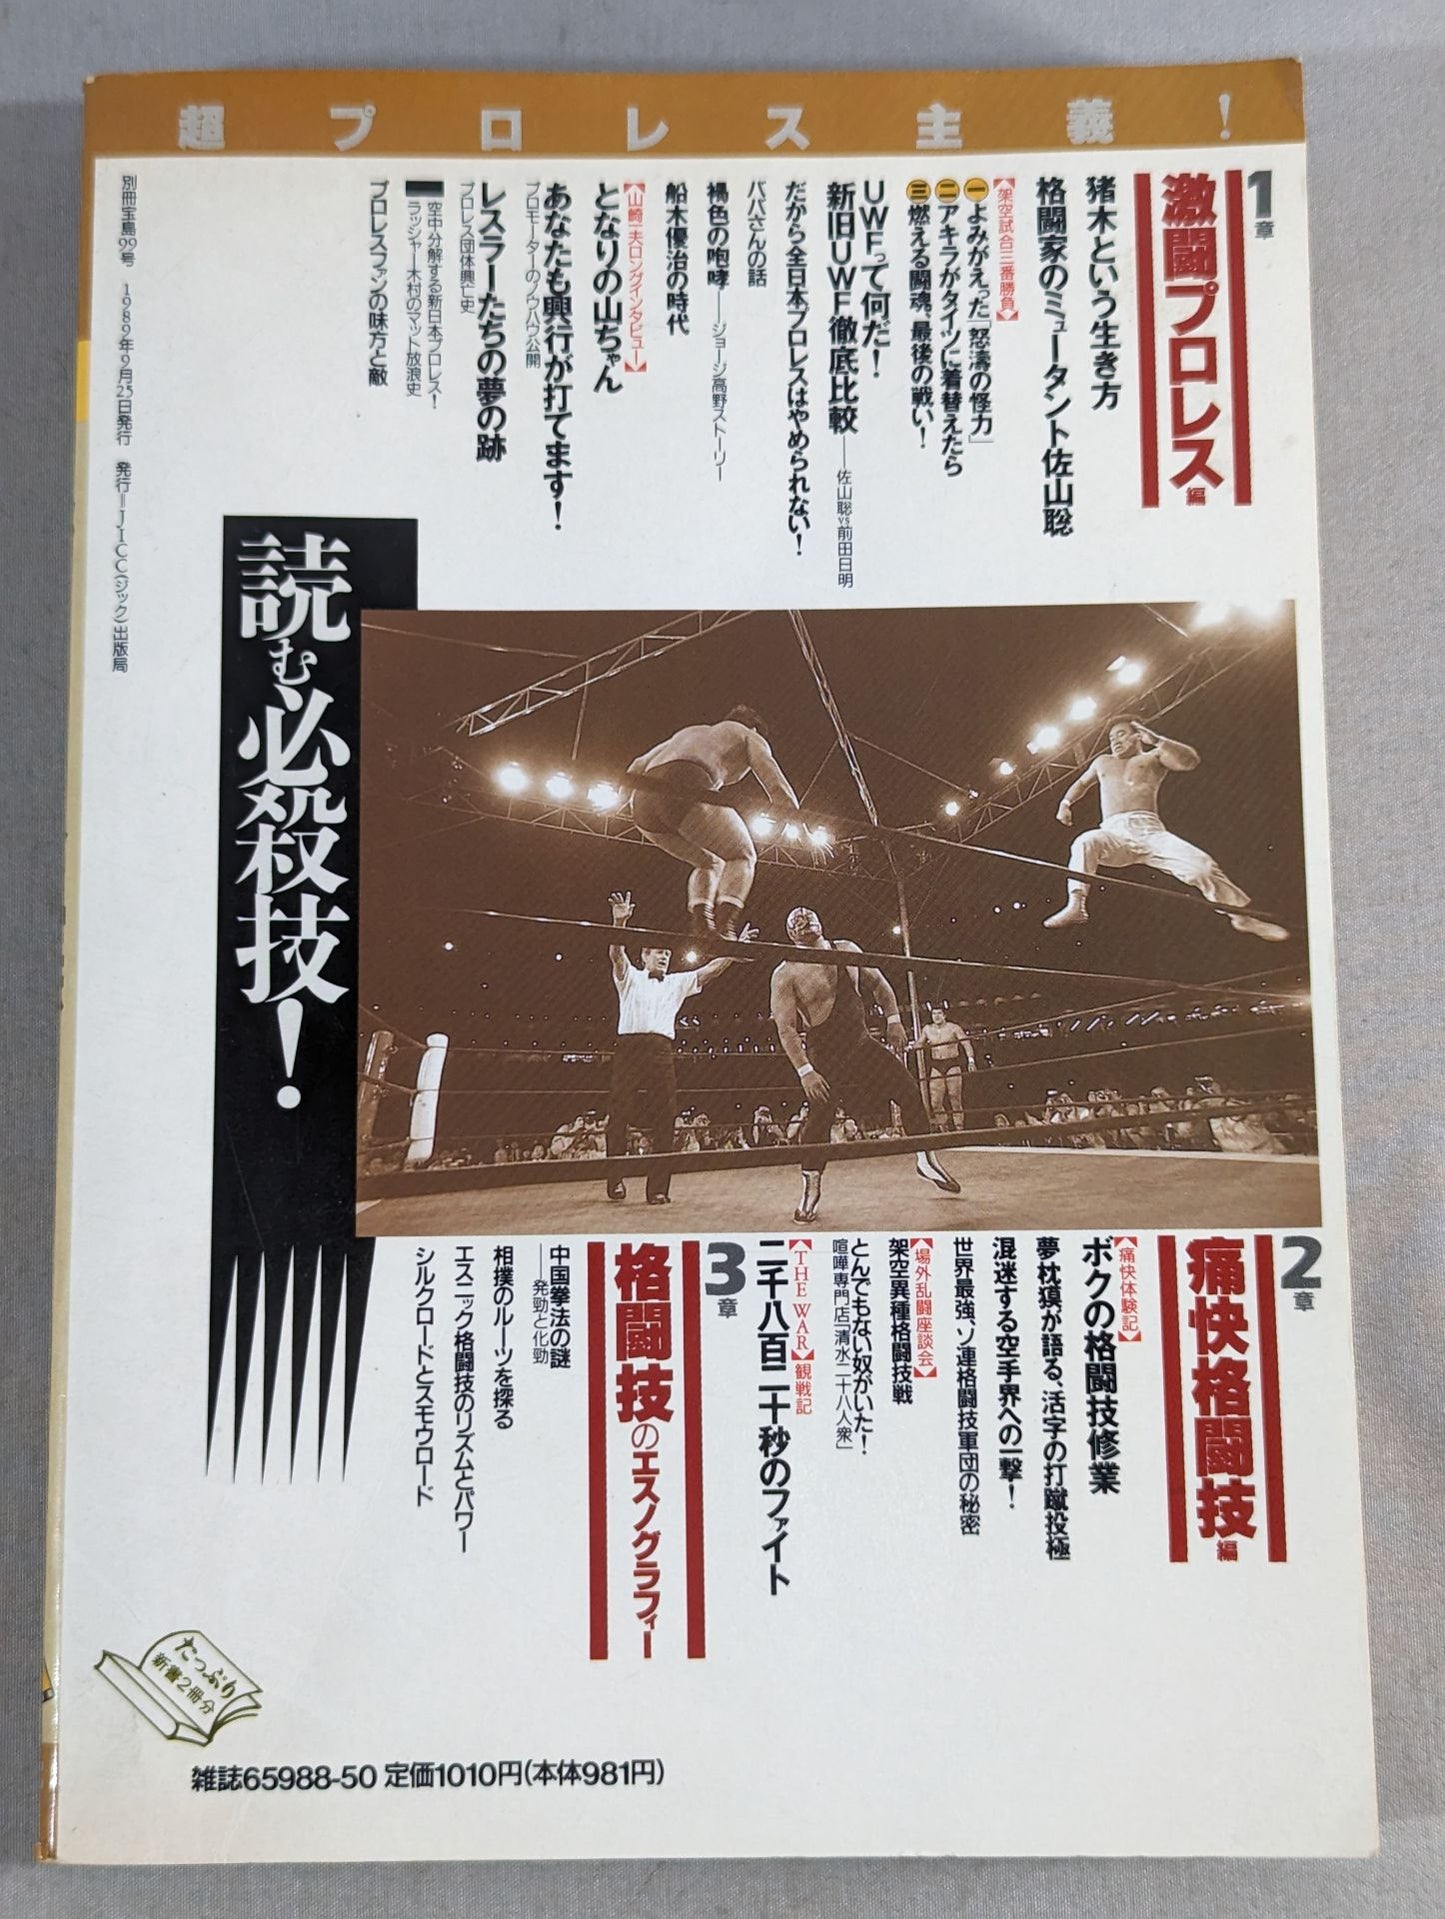 超プロレス主義!
1章
激闘プロレス編
猪木という生き方
格闘家のミュータント佐山聡
【架空試合三番勝負】
一よみがえった「怒濤の怪力」
二アキラがタイツに着替えたら
三燃える闘魂、最後の戦い!
UWFって何だ!
新旧UWF徹底比較——佐山聡vs前田日明
だから全日本プロレスはやめられない!
ババさんの話
褐色の咆哮——ジョージ高野ストーリー
船木優治の時代
【山崎一夫ロングインタビュー】
となりの山ちゃん
あなたも興行が打てます!
プロモーターのノウハウ公開
レスラーたちの夢の跡
プロレス団体興亡史
空中分解する新日本プロレス!
ラッシャー木村のマット放浪史
プロレスファンの味方と敵
別冊宝島99号 1989年9月25日発行 発行=JICC(ジック)出版局
読む必殺技!
2章
痛快格闘技編
【痛快体験記】
ボクの格闘技修業
夢枕獏が語る、活字の打蹴投極
混迷する空手界への一撃!
世界最強、ソ連格闘技軍団の秘密
【場外乱闘座談会】
架空異種格闘技戦
とんでもない奴がいた!
喧嘩専門店「清水二十八人衆」
【THE WAR】観戦記
二千八百二十秒のファイト
3章
格闘技のエスノグラフィー
中国拳法の謎
——発勁と化勁
相撲のルーツを探る
エスニック格闘技のリズムとパワー
シルクロードとスモウロード
たっぷり
新書2冊分
雑誌65988-50 定価1010円(本体981円)